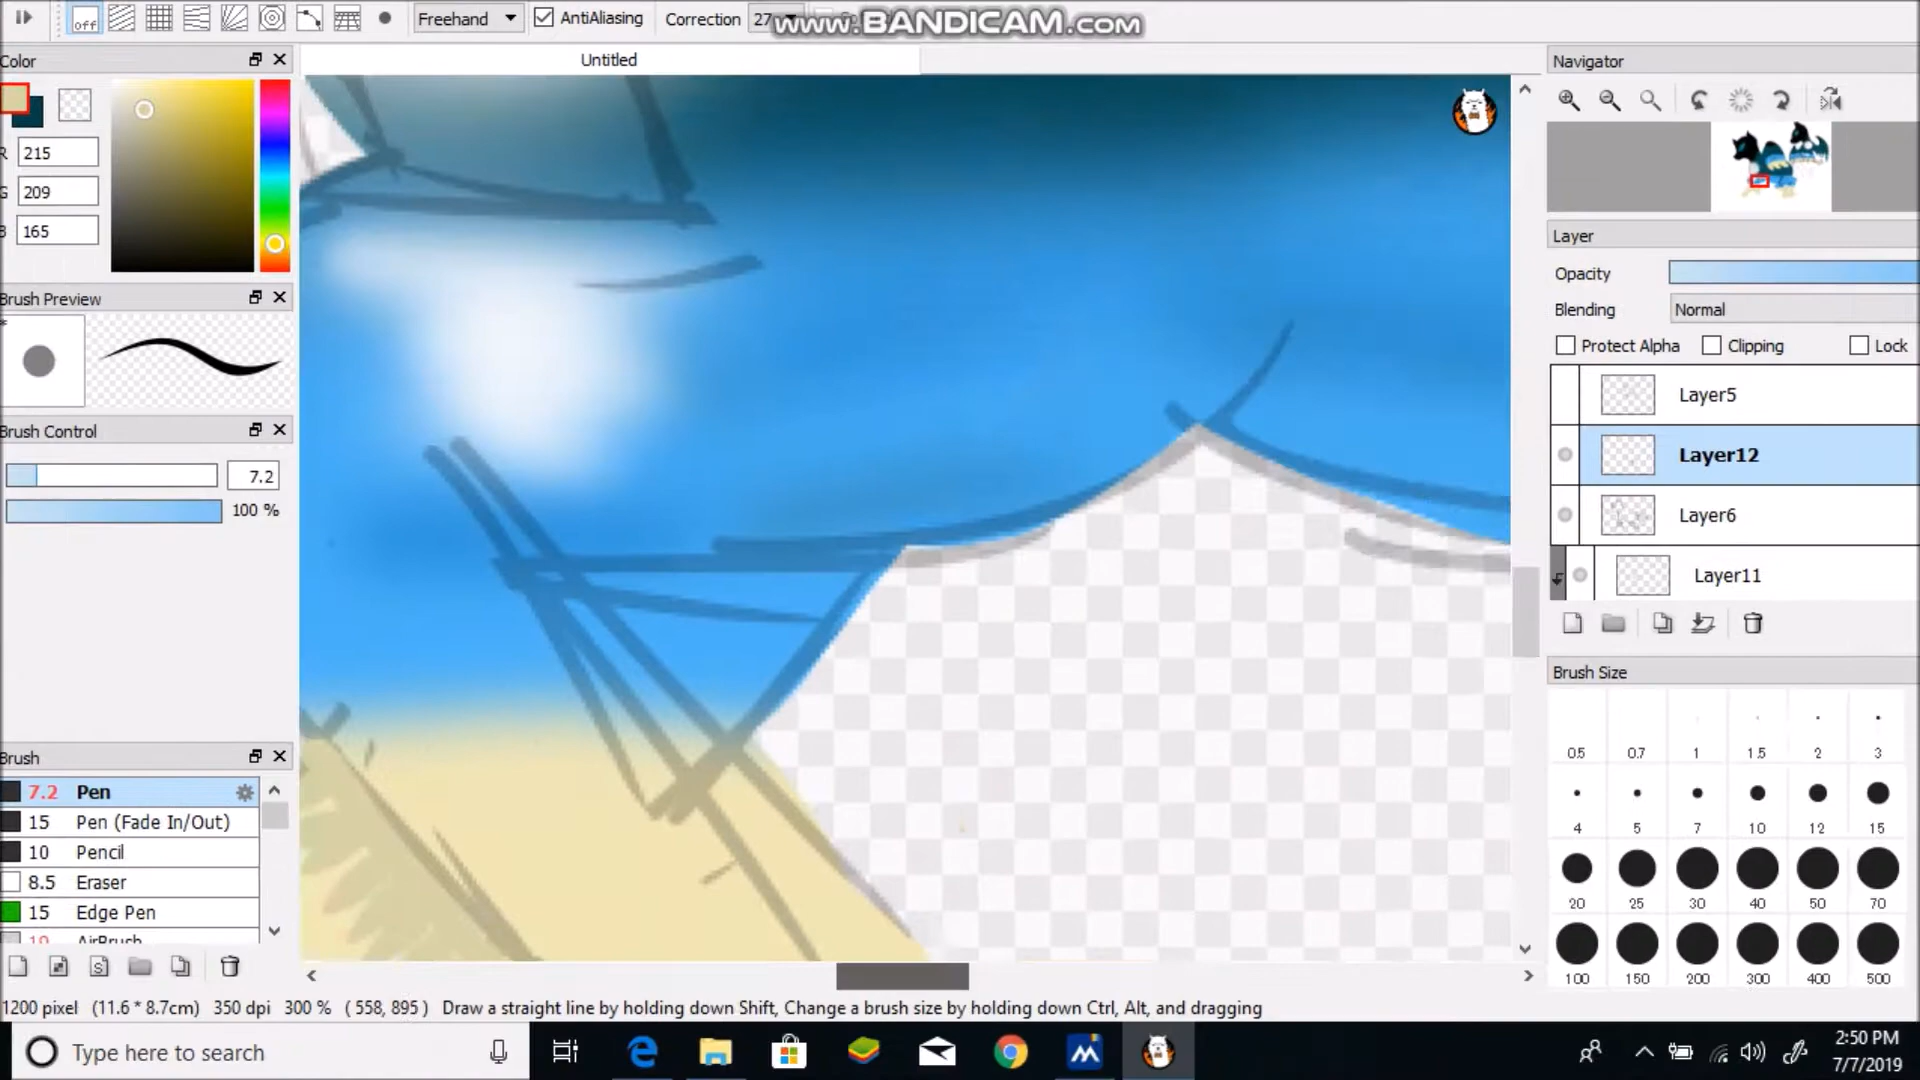 off
Freehand
AntiAliasing
Correction
27
www.BANDICAM.com
Color
Untitled
Navigator
R
215
G
209
B
165
Layer
Opacity
Blending
Normal
Protect Alpha
Clipping
Lock
Brush Preview
*
Layer5
Layer12
Layer6
Layer11
Brush Control
7.2
100 %
Brush Size
0.5
0.7
1
1.5
2
3
4
5
7
10
12
15
20
25
30
40
50
70
100
150
200
300
400
500
Brush
7.2
Pen
15
Pen (Fade In/Out)
10
Pencil
8.5
Eraser
15
Edge Pen
10
AirBrush
S
1200 pixel
(11.6 * 8.7cm)
350 dpi
300 %
( 558, 895 )
Draw a straight line by holding down Shift, Change a brush size by holding down Ctrl, Alt, and dragging
Type here to search
2:50 PM
7/7/2019